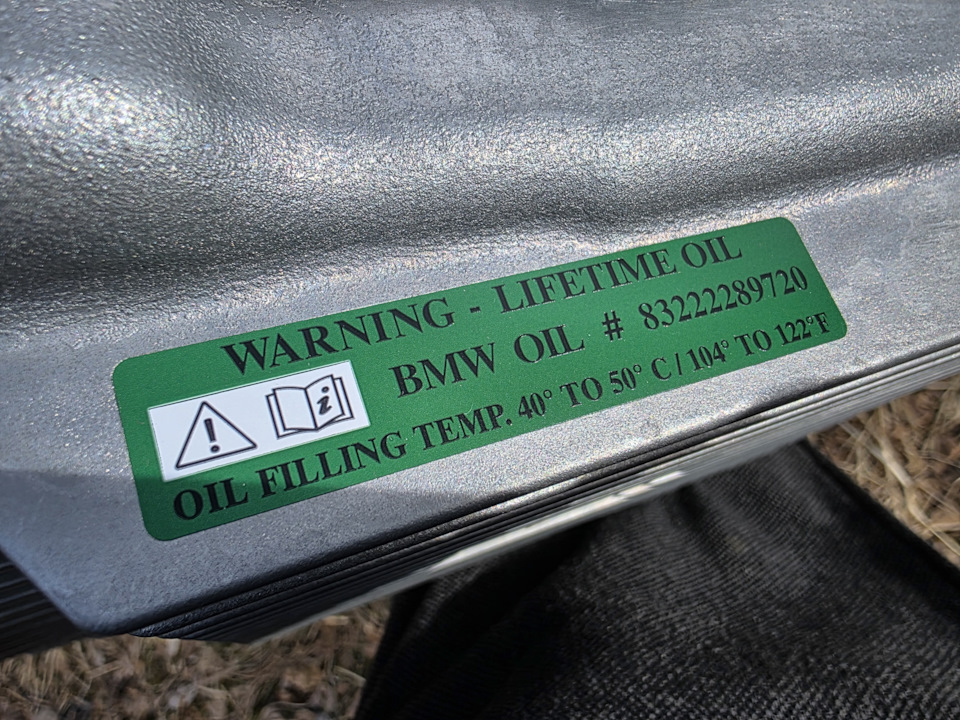 WARNING - LIFETIME OIL
BMW OIL # 83222289720
OIL FILLING TEMP. 40° TO 50° C / 104° TO 122°F